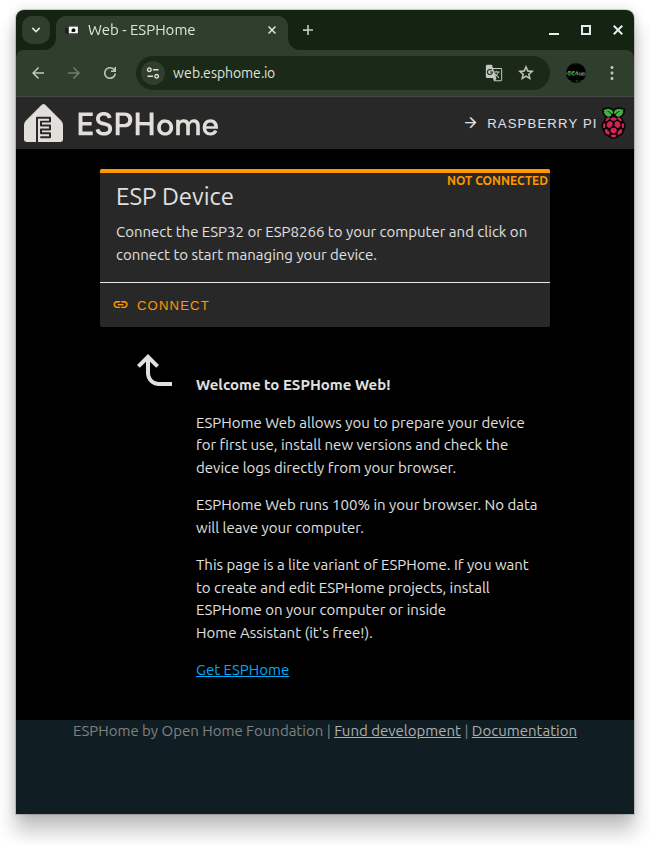 Web - ESPHome
web.esphome.io
ESPHome
RASPBERRY PI
NOT CONNECTED
ESP Device
Connect the ESP32 or ESP8266 to your computer and click on
connect to start managing your device.
CONNECT
Welcome to ESPHome Web!
ESPHome Web allows you to prepare your device
for first use, install new versions and check the
device logs directly from your browser.
ESPHome Web runs 100% in your browser. No data
will leave your computer.
This page is a lite variant of ESPHome. If you want
to create and edit ESPHome projects, install
ESPHome on your computer or inside
Home Assistant (it's free!).
Get ESPHome
ESPHome by Open Home Foundation | Fund development | Documentation